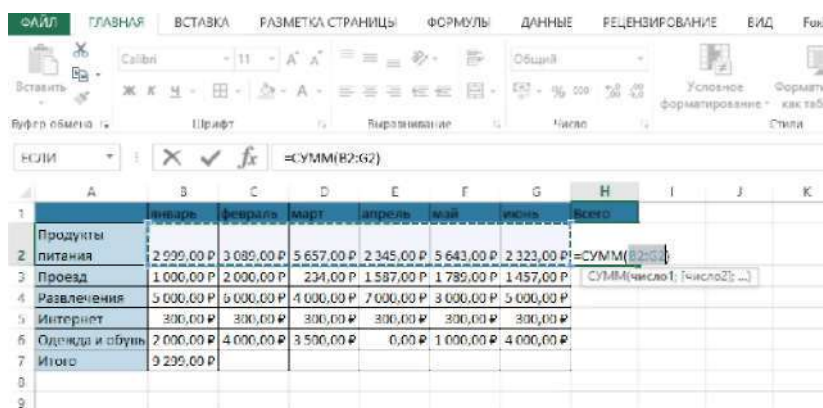 ФАЙЛ ГЛАВНАЯ ВСТАВКА РАЗМЕТКА СТРАНИЦЫ ФОРМУЛЫ ДАННЫЕ РЕЦЕНЗИРОВАНИЕ ВИД
Calibri 11 Общий
Вставить Ж К Ч % 000 Условное Форматі
форматирование как таб
Буфер обмена Шрифт Выравнивание Число Стили
ЕСЛИ fx =СУММ(B2:G2)
A B C D E F G H I J K
1 январь февраль март апрель май июнь Всего
Продукты
2 питания 2 999,00 ₽ 3 089,00 ₽ 5 657,00 ₽ 2 345,00 ₽ 5 643,00 ₽ 2 323,00 ₽ =СУММ(B2:G2)
3 Проезд 1 000,00 ₽ 2 000,00 ₽ 234,00 ₽ 1 587,00 ₽ 1 789,00 ₽ 1 457,00 ₽ СУММ(число1; [число2]; ...)
4 Развлечения 5 000,00 ₽ 6 000,00 ₽ 4 000,00 ₽ 7 000,00 ₽ 3 000,00 ₽ 5 000,00 ₽
5 Интернет 300,00 ₽ 300,00 ₽ 300,00 ₽ 300,00 ₽ 300,00 ₽ 300,00 ₽
6 Одежда и обувь 2 000,00 ₽ 4 000,00 ₽ 3 500,00 ₽ 0,00 ₽ 1 000,00 ₽ 4 000,00 ₽
7 Итого 9 299,00 ₽
8
9